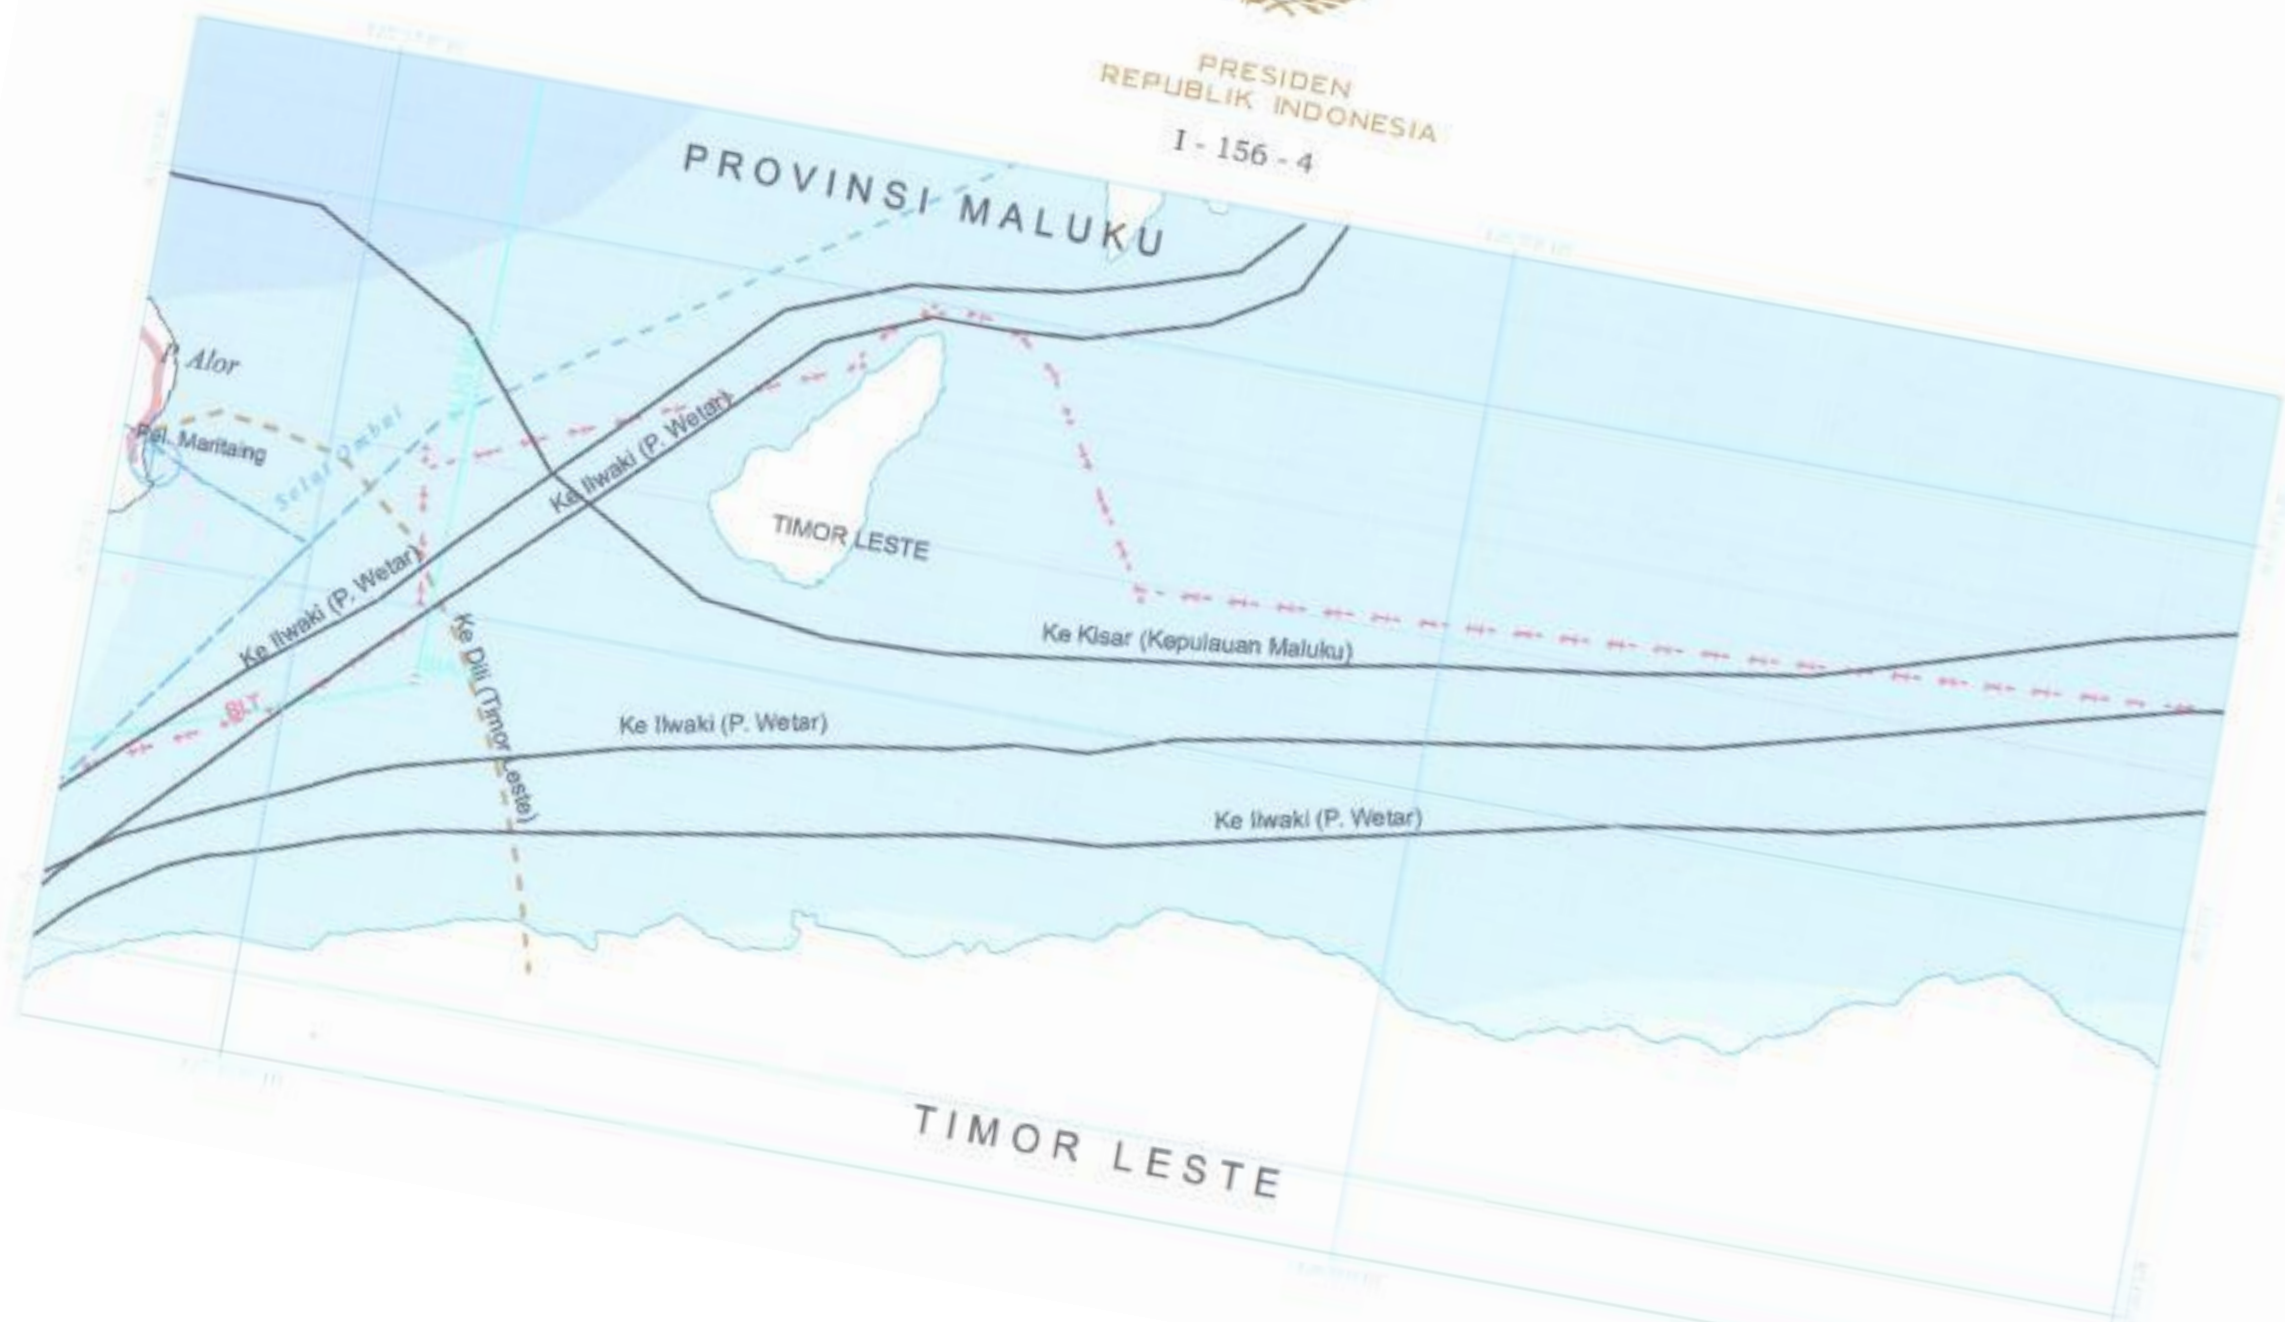 PRESIDEN
REPUBLIK INDONESIA
I - 156 - 4
PROVINSI MALUKU
P. Alor
Pel. Maritaing
Selat Ombai
Ke Ilwaki (P. Wetar)
TIMOR LESTE
Ke Ilwaki (P. Wetar)
Ke Dili (Timor Leste)
Ke Kisar (Kepulauan Maluku)
BLT
Ke Ilwaki (P. Wetar)
Ke Ilwaki (P. Wetar)
TIMOR LESTE